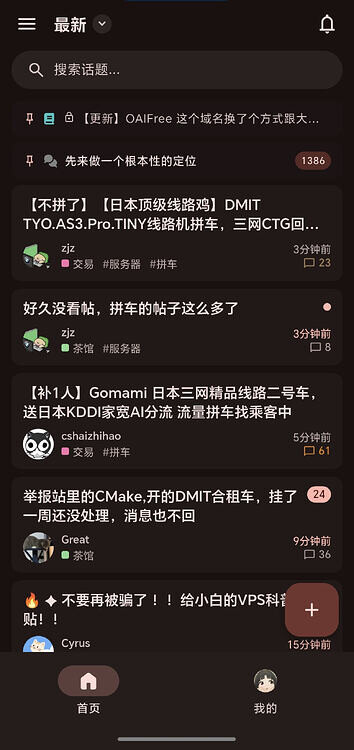 最新
搜索话题...
【更新】OAIFree 这个域名换了个方式跟大...
先来做一个根本性的定位
1386
【不拼了】【日本顶级线路鸡】DMIT
TYO.AS3.Pro.TINY线路机拼车，三网CTG回...
zjz
3分钟前
交易 #服务器 #拼车
23
好久没看帖，拼车的帖子这么多了
zjz
3分钟前
茶馆 #服务器
8
【补1人】Gomami 日本三网精品线路二号车，
送日本KDDI家宽AI分流 流量拼车找乘客中
cshaizhihao
5分钟前
交易 #拼车
61
举报站里的CMake,开的DMIT合租车，挂了
24
一周还没处理，消息也不回
Great
9分钟前
茶馆
36
🔥 ✦ 不要再被骗了！！给小白的VPS科普
贴！！
Cyrus
15分钟前
+
首页
我的